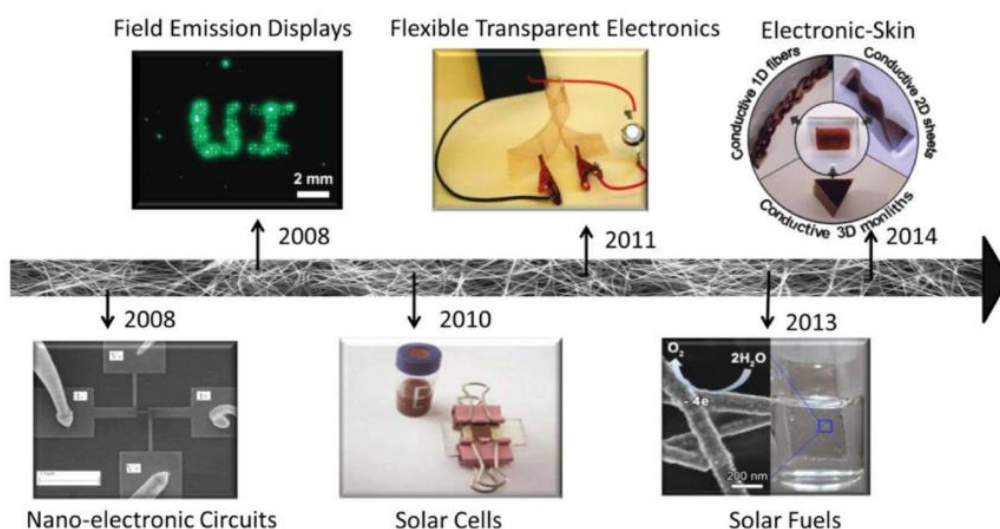 Field Emission Displays
Flexible Transparent Electronics
Electronic-Skin
UI
2 mm
Conductive 1D fibers
Conductive 2D sheets
Conductive 3D monliths
2008
2011
2014
2008
2010
2013
V+
I-
I+
E
O2
2H2O
- 4e
200 nm
Nano-electronic Circuits
Solar Cells
Solar Fuels